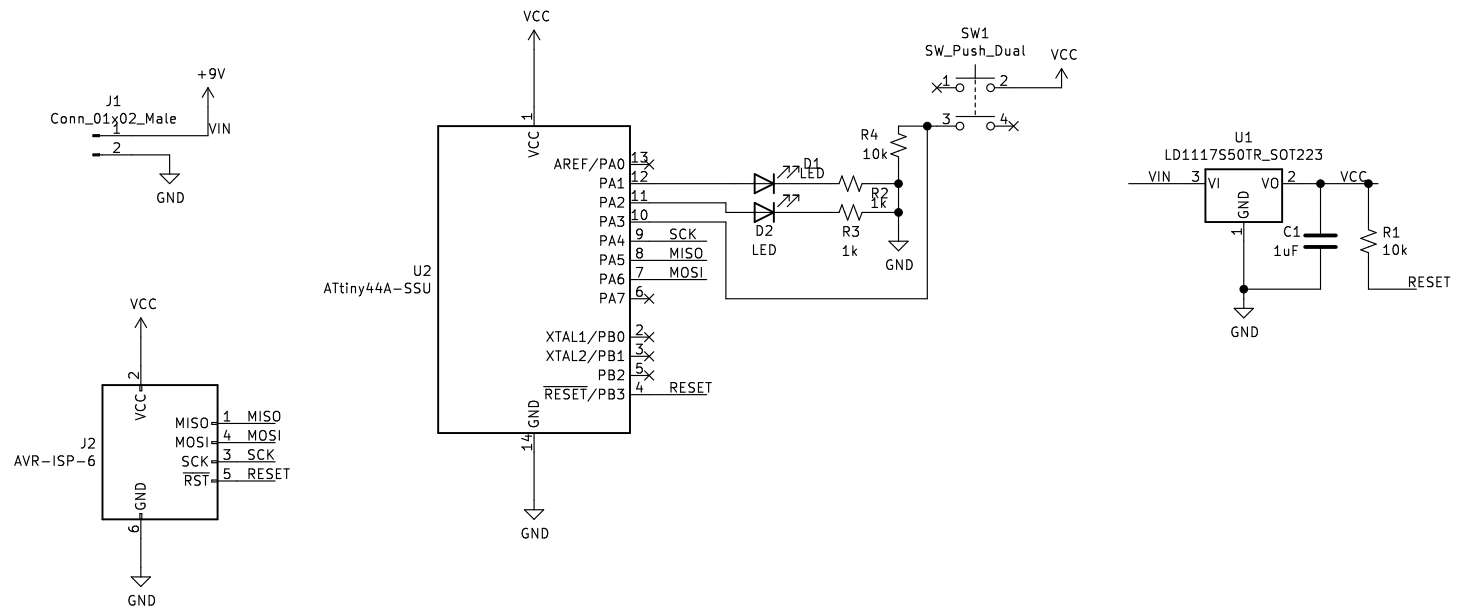 +9V
J1
Conn_01x02_Male
1
VIN
2
GND
VCC
2
VCC
J2
AVR-ISP-6
MISO 1 MISO
MOSI 4 MOSI
SCK 3 SCK
RST 5 RESET
GND
6
GND
VCC
1
VCC
U2
ATtiny44A-SSU
AREF/PA0 13
PA1 12
PA2 11
PA3 10
PA4 9 SCK
PA5 8 MISO
PA6 7 MOSI
PA7 6
XTAL1/PB0 2
XTAL2/PB1 3
PB2 5
RESET/PB3 4 RESET
GND
14
GND
D1
LED
D2
LED
R2
1k
R3
1k
R4
10k
GND
SW1
SW_Push_Dual
VCC
1 2
3 4
U1
LD1117S50TR_SOT223
VIN 3 VI VO 2 VCC
GND
1
C1
1uF
R1
10k
RESET
GND